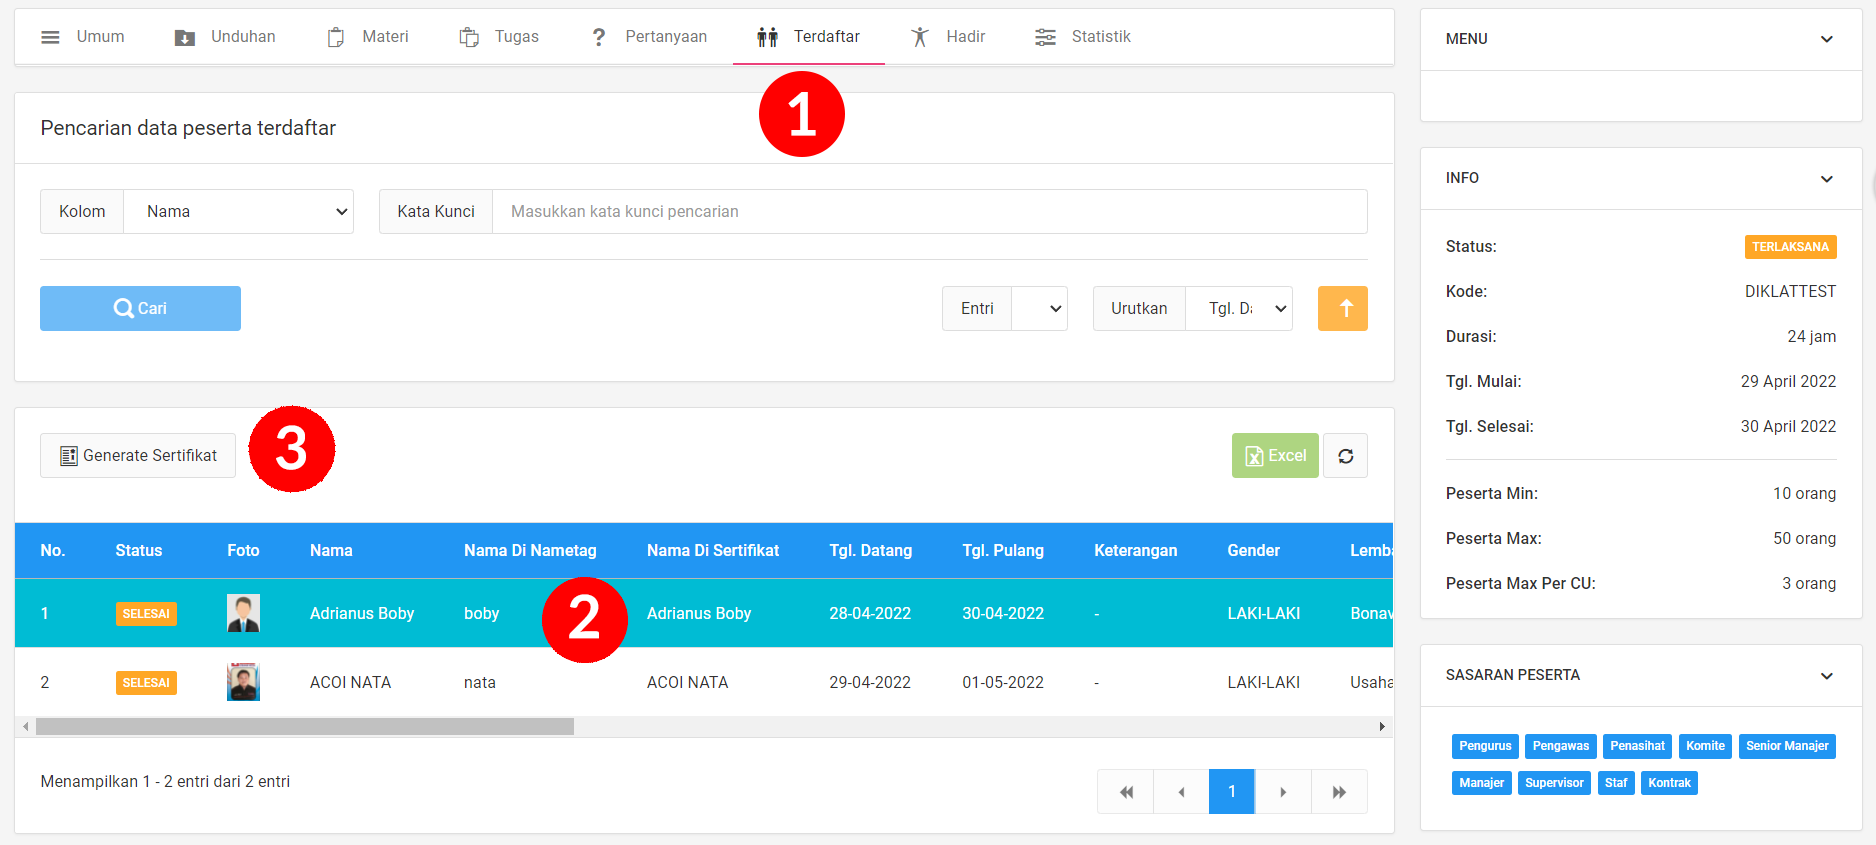 Umum Unduhan Materi Tugas ? Pertanyaan Terdaftar Hadir Statistik
1
Pencarian data peserta terdaftar
Kolom Nama Kata Kunci Masukkan kata kunci pencarian
Cari Entri Urutkan Tgl. Da
Generate Sertifikat 3 Excel
No. Status Foto Nama Nama Di Nametag Nama Di Sertifikat Tgl. Datang Tgl. Pulang Keterangan Gender Lemba
1 SELESAI Adrianus Boby boby 2 Adrianus Boby 28-04-2022 30-04-2022 - LAKI-LAKI Bonav
2 SELESAI ACOI NATA nata ACOI NATA 29-04-2022 01-05-2022 - LAKI-LAKI Usaha
Menampilkan 1 - 2 entri dari 2 entri
1
MENU
INFO
Status: TERLAKSANA
Kode: DIKLATTEST
Durasi: 24 jam
Tgl. Mulai: 29 April 2022
Tgl. Selesai: 30 April 2022
Peserta Min: 10 orang
Peserta Max: 50 orang
Peserta Max Per CU: 3 orang
SASARAN PESERTA
Pengurus Pengawas Penasihat Komite Senior Manajer
Manajer Supervisor Staf Kontrak